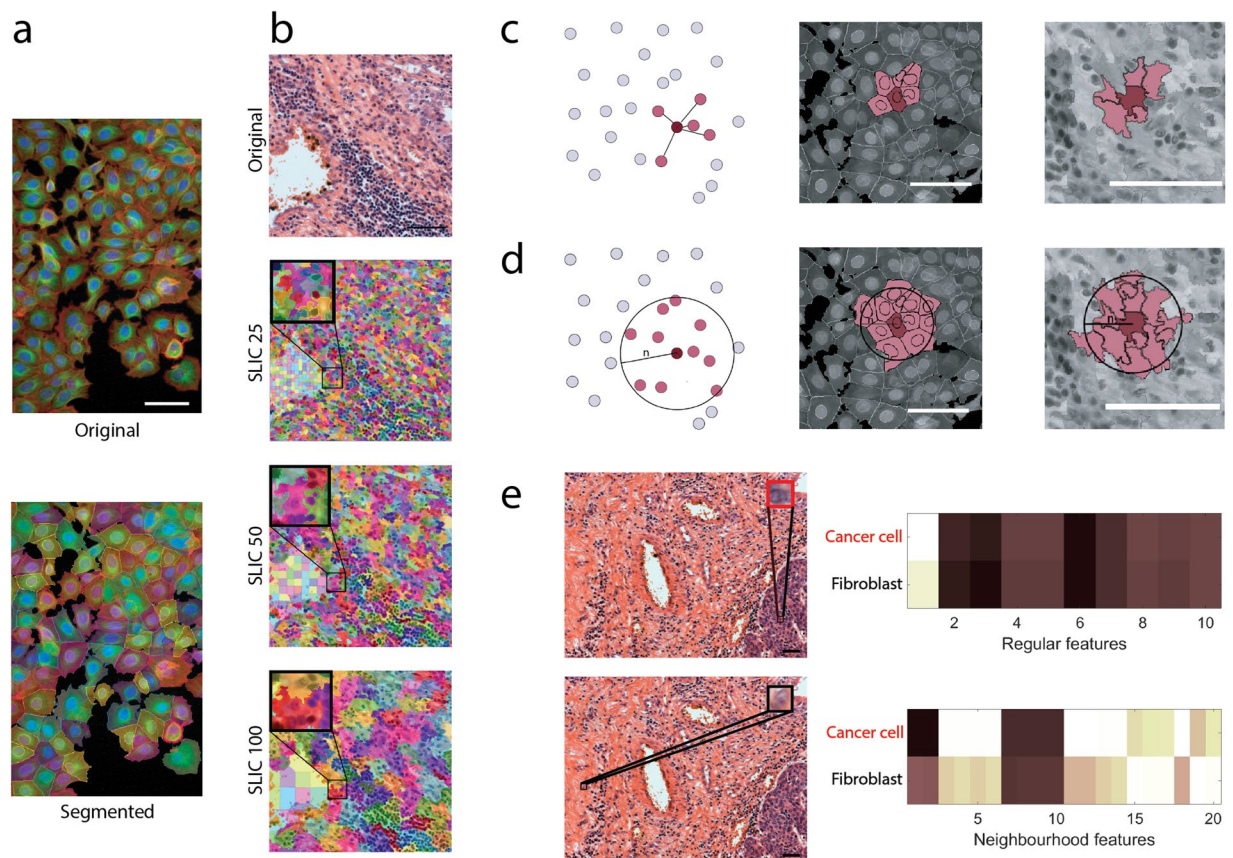 a
Original
Segmented
b
Original
SLIC 25
SLIC 50
SLIC 100
c
d
n
n
e
Cancer cell
Fibroblast
2 4 6 8 10
Regular features
Cancer cell
Fibroblast
5 10 15 20
Neighbourhood features